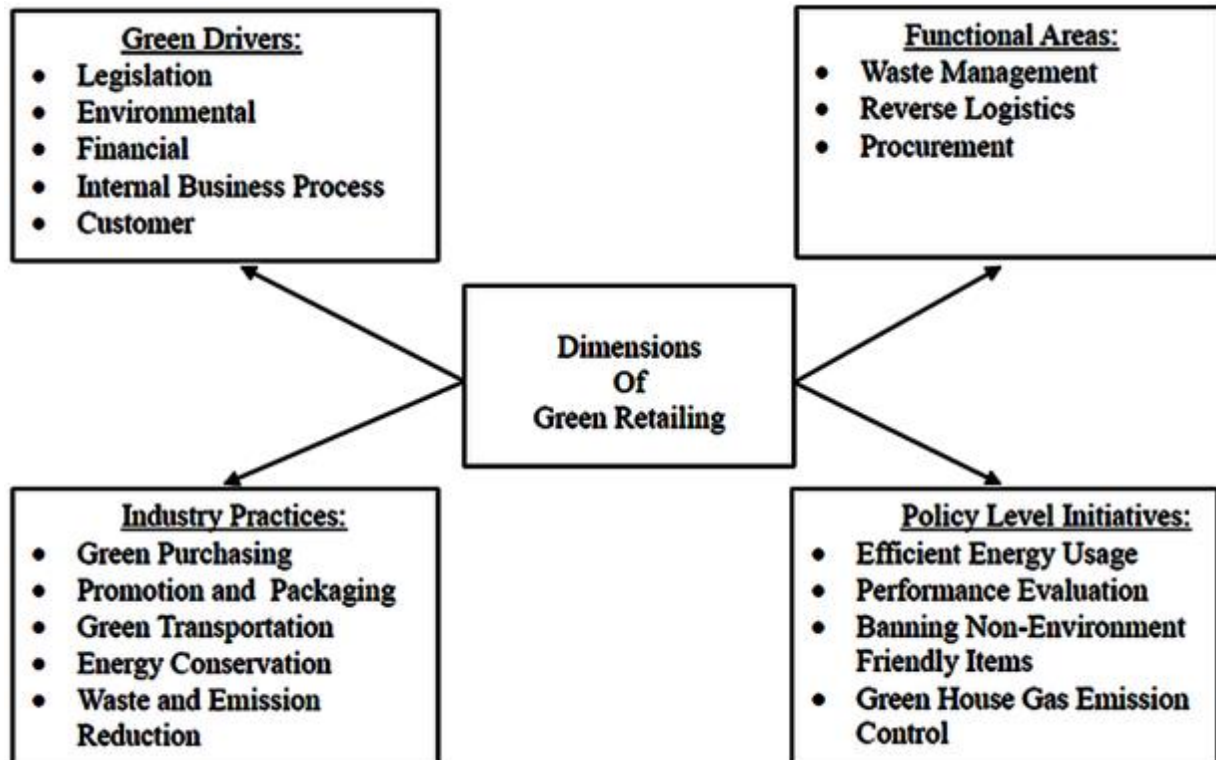 Green Drivers:
• Legislation
• Environmental
• Financial
• Internal Business Process
• Customer
Functional Areas:
• Waste Management
• Reverse Logistics
• Procurement
Dimensions
Of
Green Retailing
Industry Practices:
• Green Purchasing
• Promotion and Packaging
• Green Transportation
• Energy Conservation
• Waste and Emission
Reduction
Policy Level Initiatives:
• Efficient Energy Usage
• Performance Evaluation
• Banning Non-Environment
Friendly Items
• Green House Gas Emission
Control